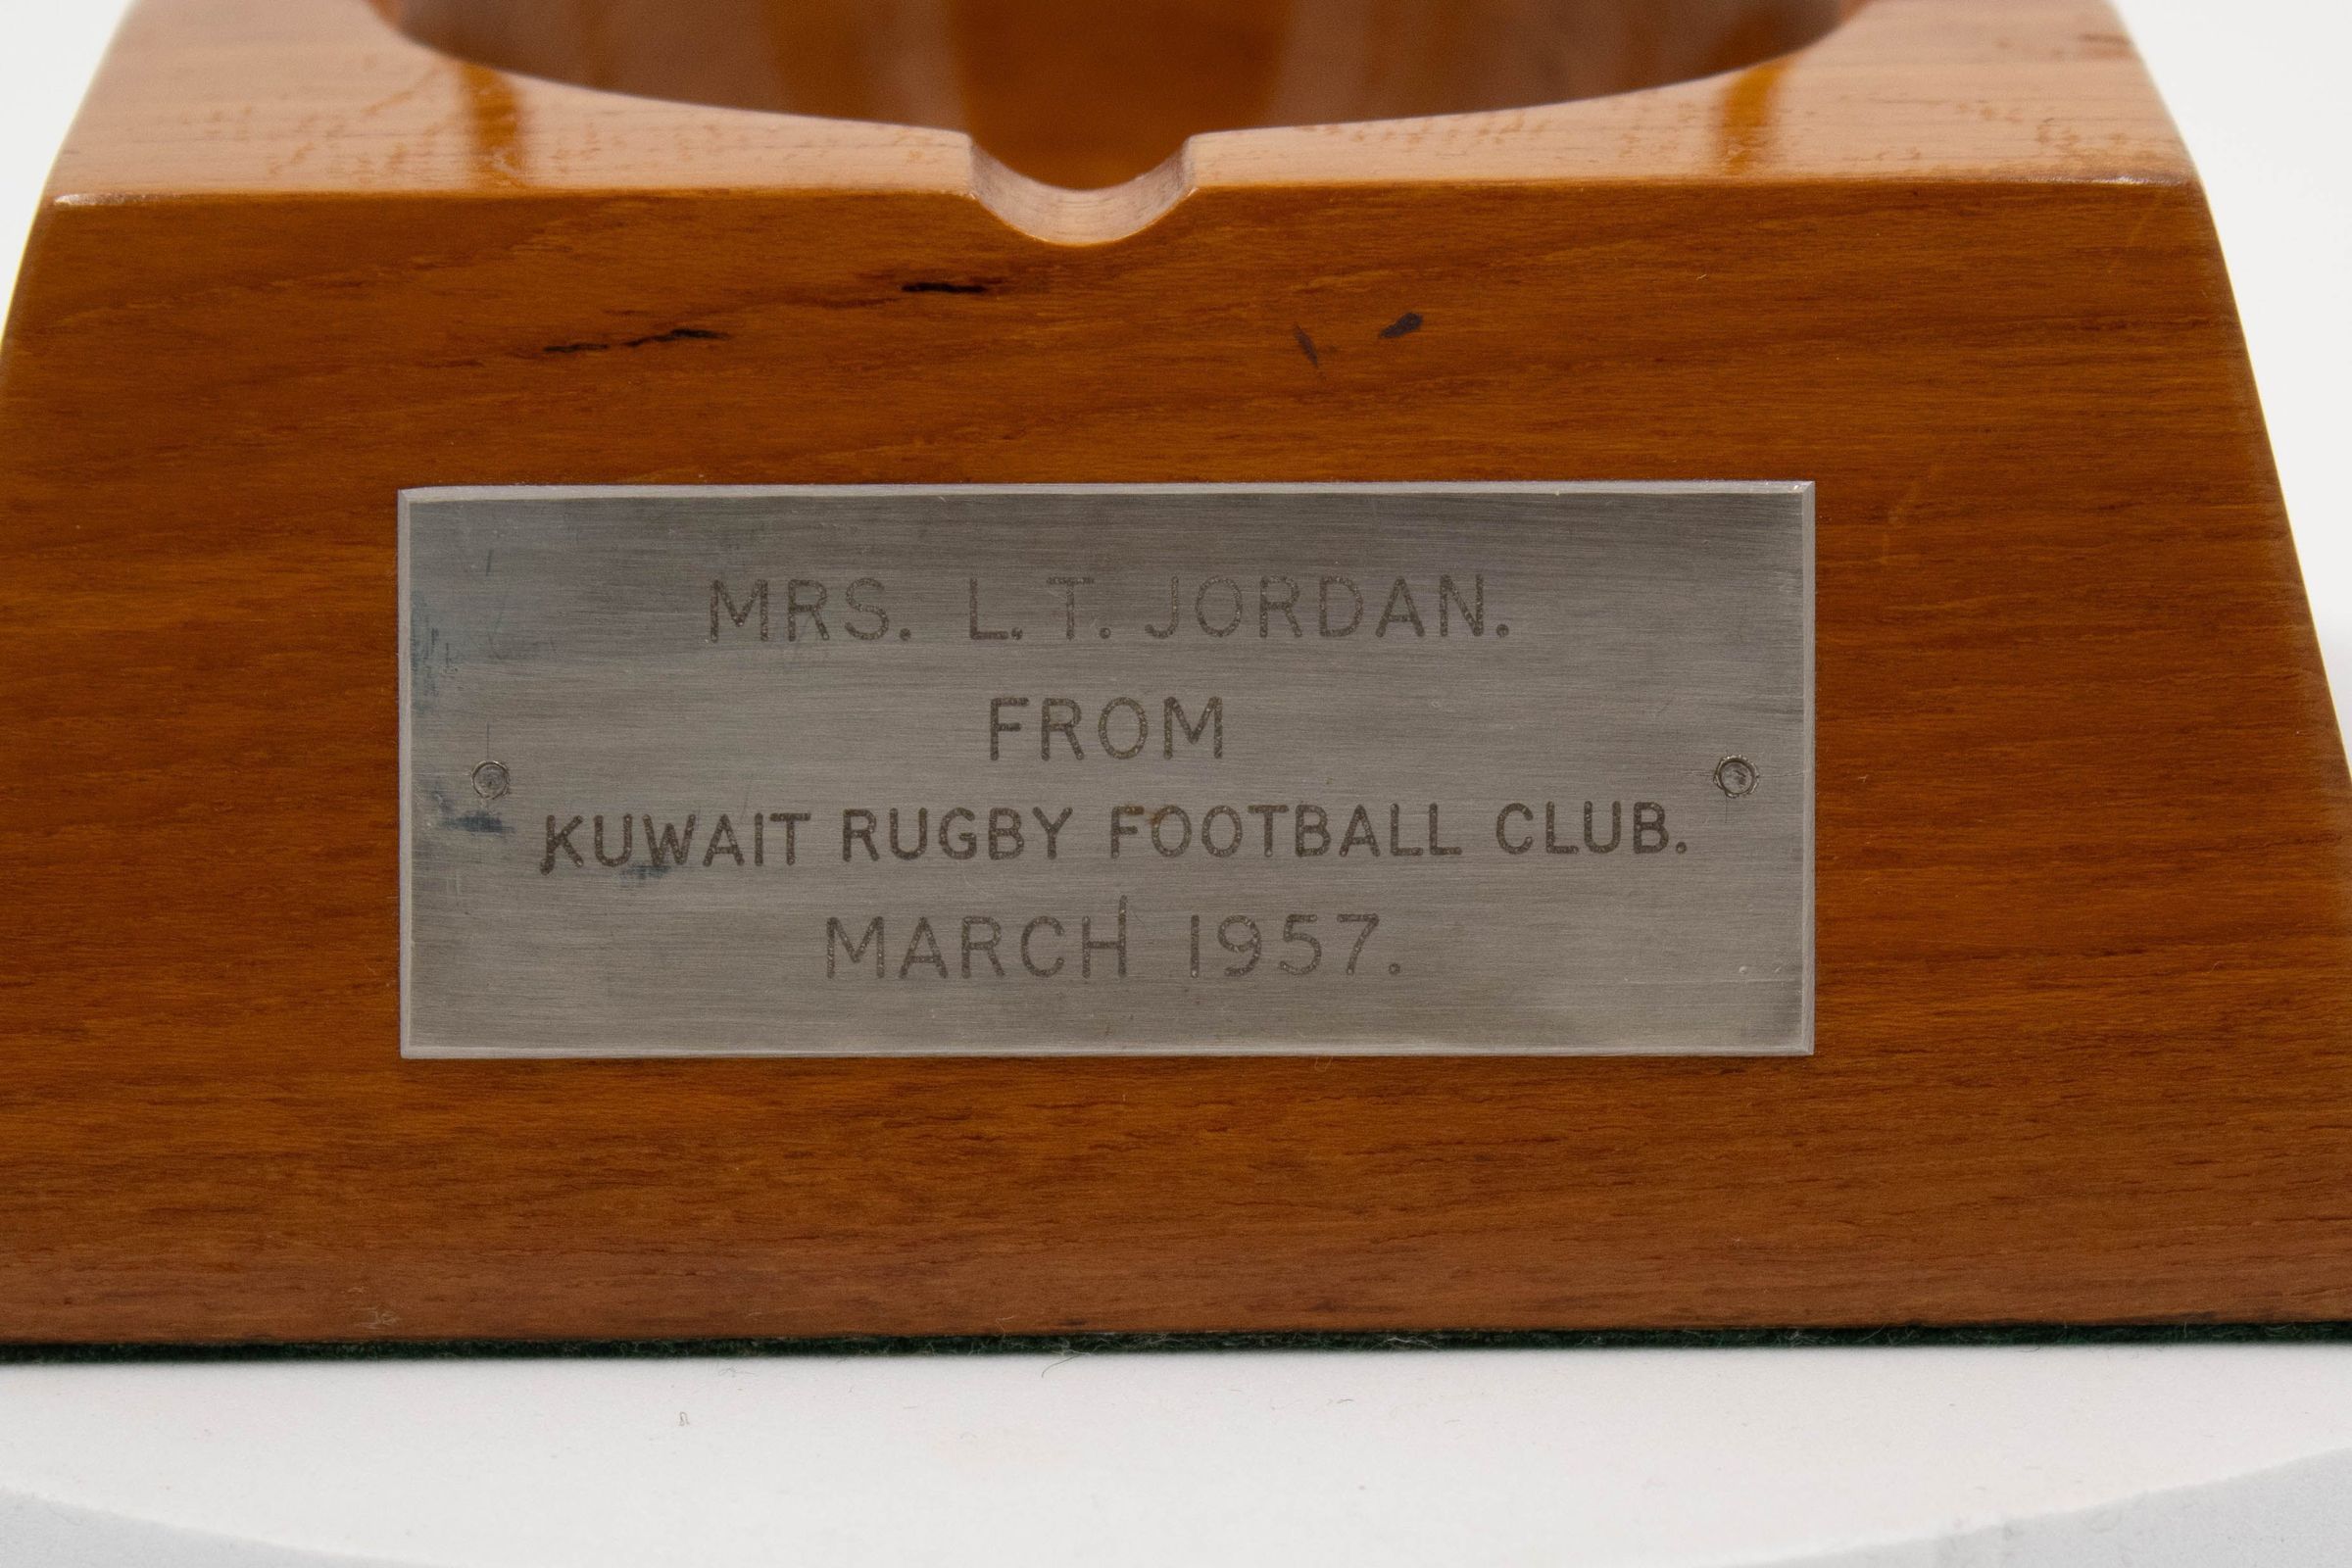 MRS. L. T. JORDAN.
FROM
KUWAIT RUGBY FOOTBALL CLUB.
MARCH 1957.